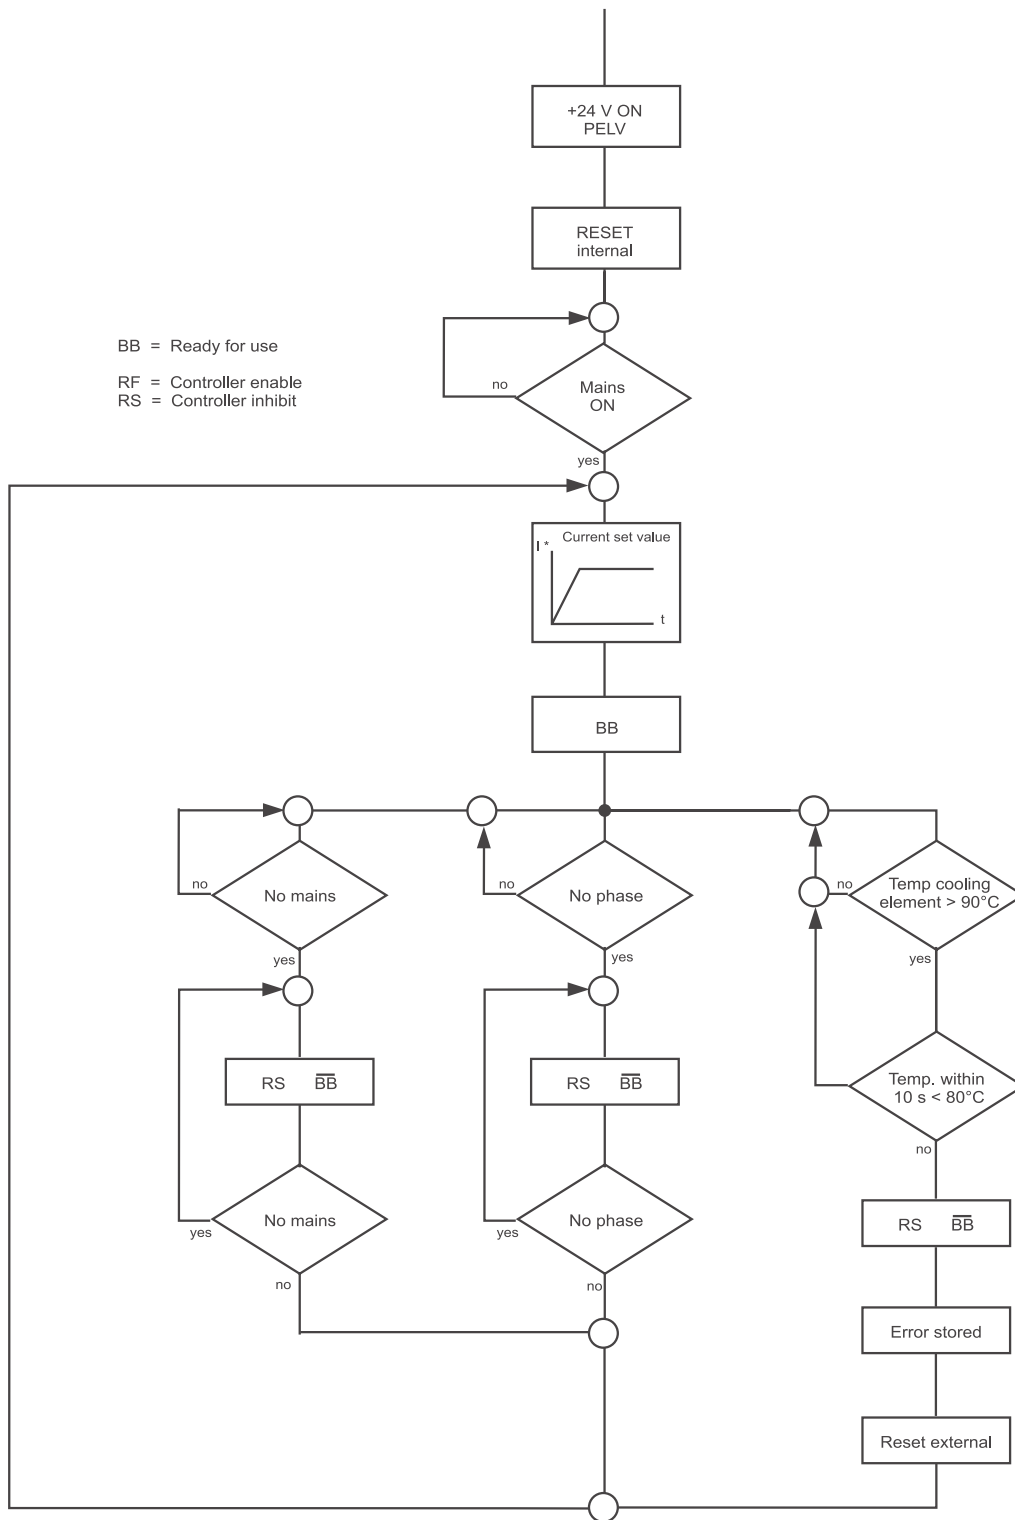 +24 V ON
PELV
RESET
internal
BB = Ready for use
RF = Controller enable
RS = Controller inhibit
no
Mains
ON
yes
Current set value
I *
t
BB
no
No mains
no
No phase
no
Temp cooling
element > 90°C
yes
yes
yes
RS B̅B̅
RS B̅B̅
Temp. within
10 s < 80°C
no
No mains
yes
No phase
yes
RS B̅B̅
no
no
Error stored
Reset external